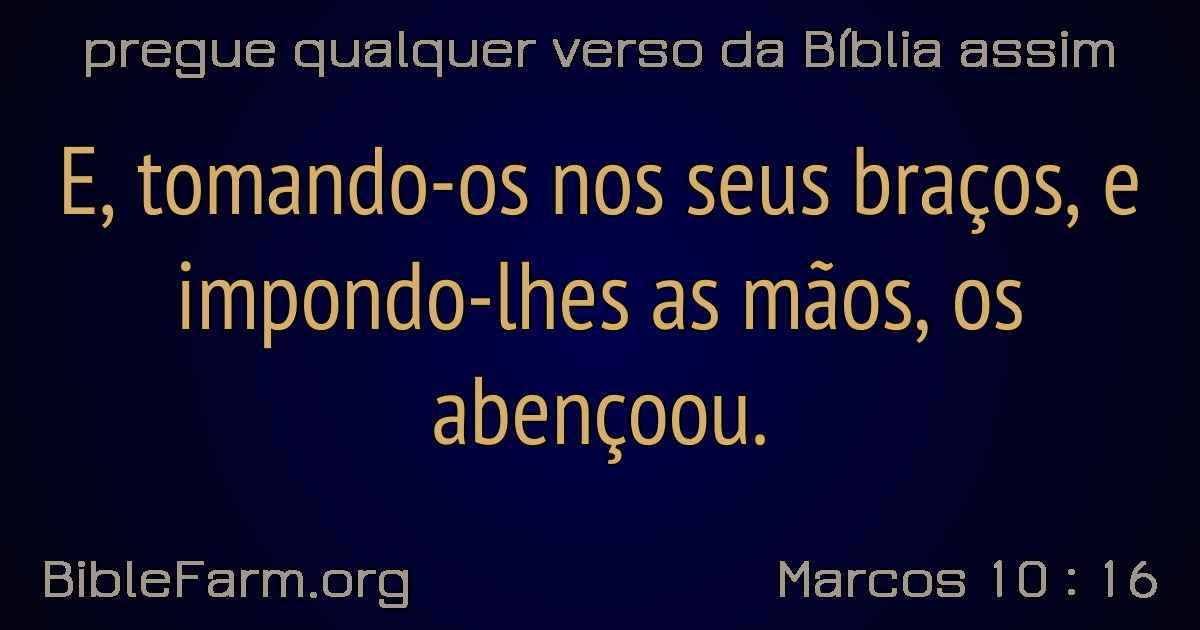 pregue qualquer verso da Bíblia assim
E, tomando-os nos seus braços, e
impondo-lhes as mãos, os
abençoou.
BibleFarm.org
Marcos 10 : 16